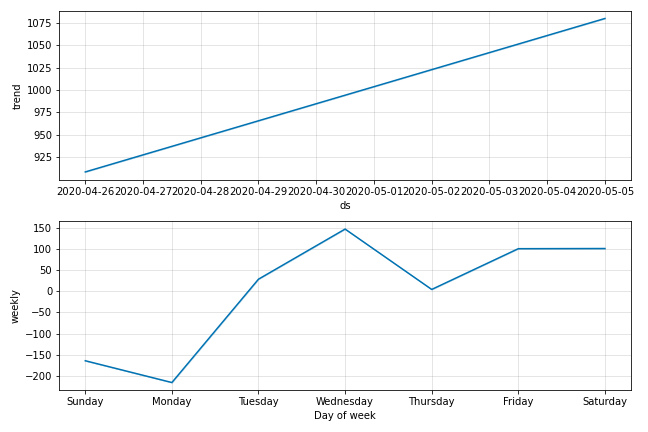 1075
1050
1025
1000
975
950
925
trend
2020-04-26 2020-04-27 2020-04-28 2020-04-29 2020-04-30 2020-05-01 2020-05-02 2020-05-03 2020-05-04 2020-05-05
ds
150
100
50
0
−50
−100
−150
−200
weekly
Sunday Monday Tuesday Wednesday Thursday Friday Saturday
Day of week